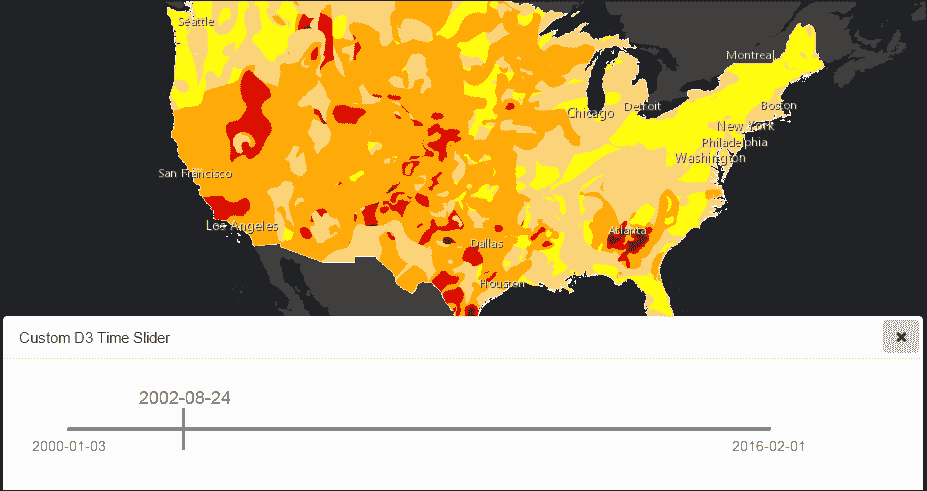 Seattle
Montreal
Boston
Detroit
Chicago
New York
Philadelphia
Washington
San Francisco
Los Angeles
Atlanta
Dallas
Houston
Custom D3 Time Slider
×
2002-08-24
2000-01-03
2016-02-01